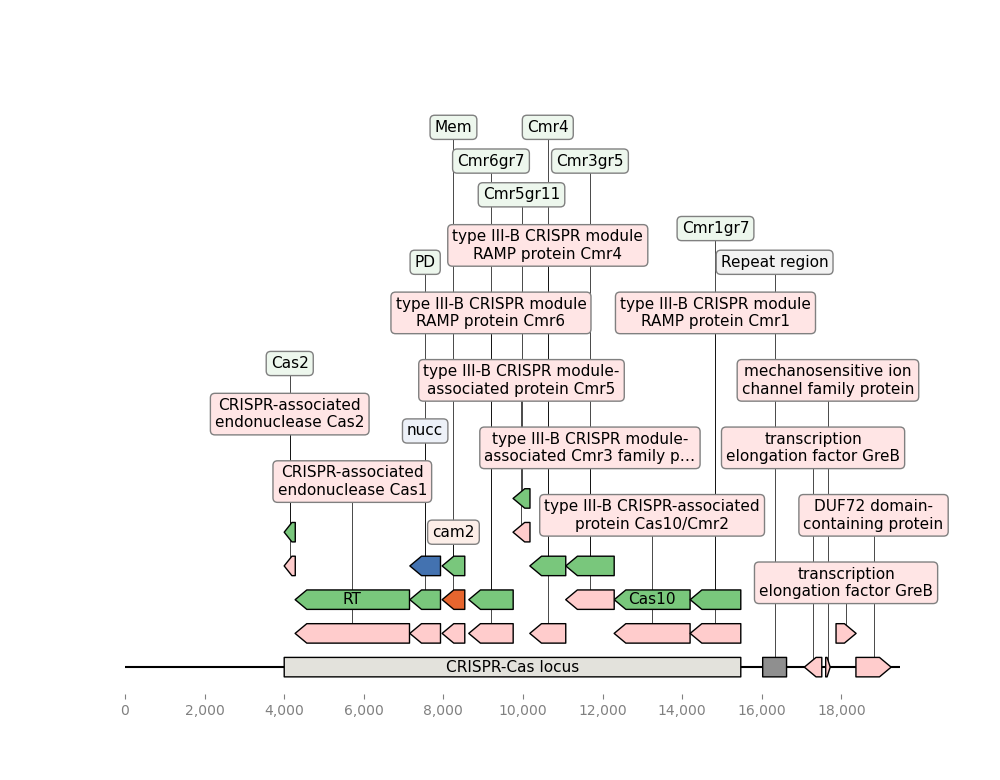 Mem
Cmr4
Cmr6gr7
Cmr3gr5
Cmr5gr11
Cmr1gr7
type III-B CRISPR module
RAMP protein Cmr4
PD
Repeat region
type III-B CRISPR module
RAMP protein Cmr6
type III-B CRISPR module
RAMP protein Cmr1
Cas2
type III-B CRISPR module-
associated protein Cmr5
mechanosensitive ion
channel family protein
CRISPR-associated
endonuclease Cas2
nucc
type III-B CRISPR module-
associated Cmr3 family p...
transcription
elongation factor GreB
CRISPR-associated
endonuclease Cas1
cam2
type III-B CRISPR-associated
protein Cas10/Cmr2
DUF72 domain-
containing protein
transcription
elongation factor GreB
RT
Cas10
CRISPR-Cas locus
0
2,000
4,000
6,000
8,000
10,000
12,000
14,000
16,000
18,000